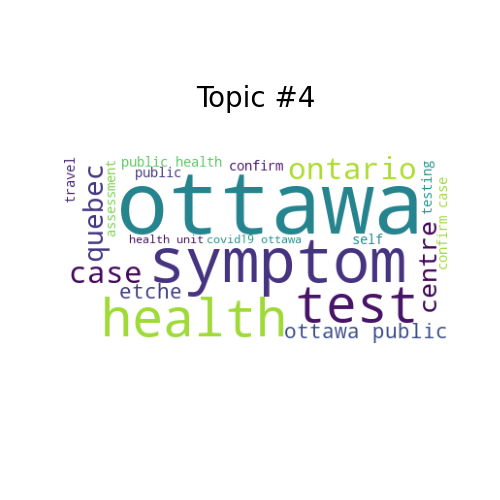 Topic #4
travel
quebec
assessment
public health
public
confirm
ontario
testing
confirm case
ottawa
health unit
covid19 ottawa
self
symptom
case
centre
etche
test
health
ottawa public